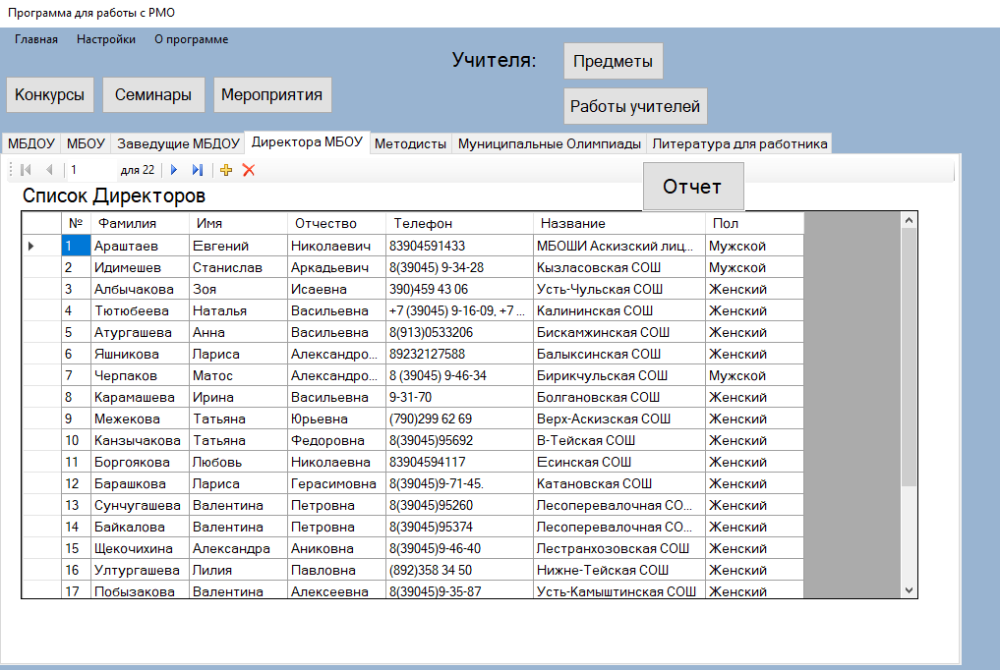 Программа для работы с РМО
Главная Настройки О программе
Учителя: Предметы
Конкурсы Семинары Мероприятия
Работы учителей
МБДОУ МБОУ Заведущие МБДОУ Директора МБОУ Методисты Муниципальные Олимпиады Литература для работника
1 для 22
Отчет
Список Директоров
№ Фамилия Имя Отчество Телефон Название Пол
1 Араштаев Евгений Николаевич 83904591433 МБОШИ Аскизский лиц... Мужской
2 Идимешев Станислав Аркадьевич 8(39045) 9-34-28 Кызласовская СОШ Мужской
3 Албычакова Зоя Исаевна 390)459 43 06 Усть-Чульская СОШ Женский
4 Тютюбеева Наталья Васильевна +7 (39045) 9-16-09, +7 ... Калининская СОШ Женский
5 Атургашева Анна Васильевна 8(913)0533206 Бискамжинская СОШ Женский
6 Яшникова Лариса Александро... 89232127588 Балыксинская СОШ Женский
7 Черпаков Матос Александро... 8 (39045) 9-46-34 Бирикчульская СОШ Мужской
8 Карамашева Ирина Васильевна 9-31-70 Болгановская СОШ Женский
9 Межекова Татьяна Юрьевна (790)299 62 69 Верх-Аскизская СОШ Женский
10 Канзычакова Татьяна Федоровна 8(39045)95692 В-Тейская СОШ Женский
11 Боргоякова Любовь Николаевна 83904594117 Есинская СОШ Женский
12 Барашкова Лариса Герасимовна 8(39045)9-71-45. Катановская СОШ Женский
13 Сунчугашева Валентина Петровна 8(39045)95260 Лесоперевалочная СО... Женский
14 Байкалова Валентина Петровна 8(39045)95374 Лесоперевалочная СО... Женский
15 Щекочихина Александра Аниковна 8(39045)9-46-40 Лестранхозовская СОШ Женский
16 Ултургашева Лилия Павловна (892)358 34 50 Нижне-Тейская СОШ Женский
17 Побызакова Валентина Алексеевна 8(39045)9-35-87 Усть-Камыштинская СОШ Женский